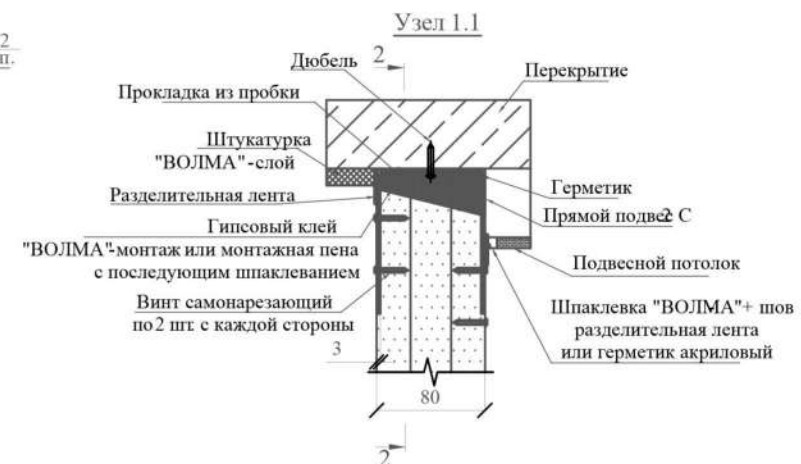 Узел 1.1
2
п.
Дюбель
2
Перекрытие
Прокладка из пробки
Штукатурка
"ВОЛМА"-слой
Разделительная лента
Герметик
Прямой подвес С
2
Гипсовый клей
"ВОЛМА"-монтаж или монтажная пена
с последующим шпаклеванием
Подвесной потолок
Винт самонарезающий
по 2 шт. с каждой стороны
Шпаклевка "ВОЛМА"+ шов
разделительная лента
или герметик акриловый
3
80
2